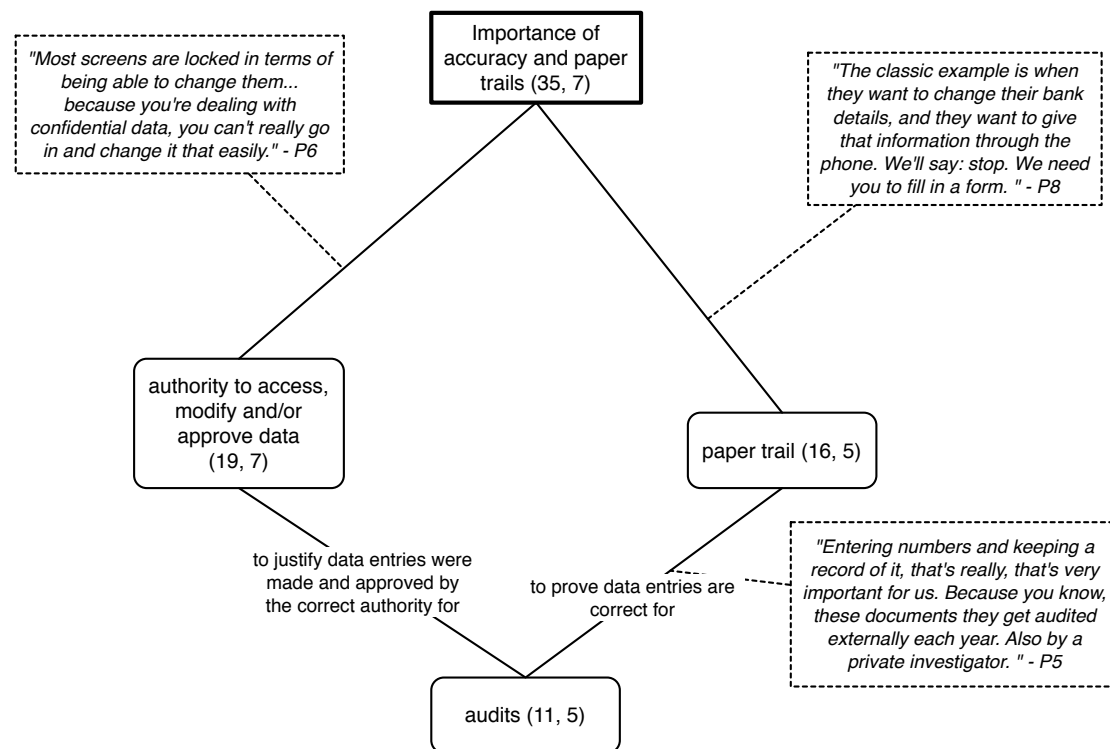 Importance of
accuracy and paper
trails (35, 7)
"Most screens are locked in terms of
being able to change them...
because you're dealing with
confidential data, you can't really go
in and change it that easily." - P6
"The classic example is when
they want to change their bank
details, and they want to give
that information through the
phone. We'll say: stop. We need
you to fill in a form. " - P8
authority to access,
modify and/or
approve data
(19, 7)
paper trail (16, 5)
to justify data entries were
made and approved by
the correct authority for
to prove data entries are
correct for
"Entering numbers and keeping a
record of it, that's really, that's very
important for us. Because you know,
these documents they get audited
externally each year. Also by a
private investigator. " - P5
audits (11, 5)